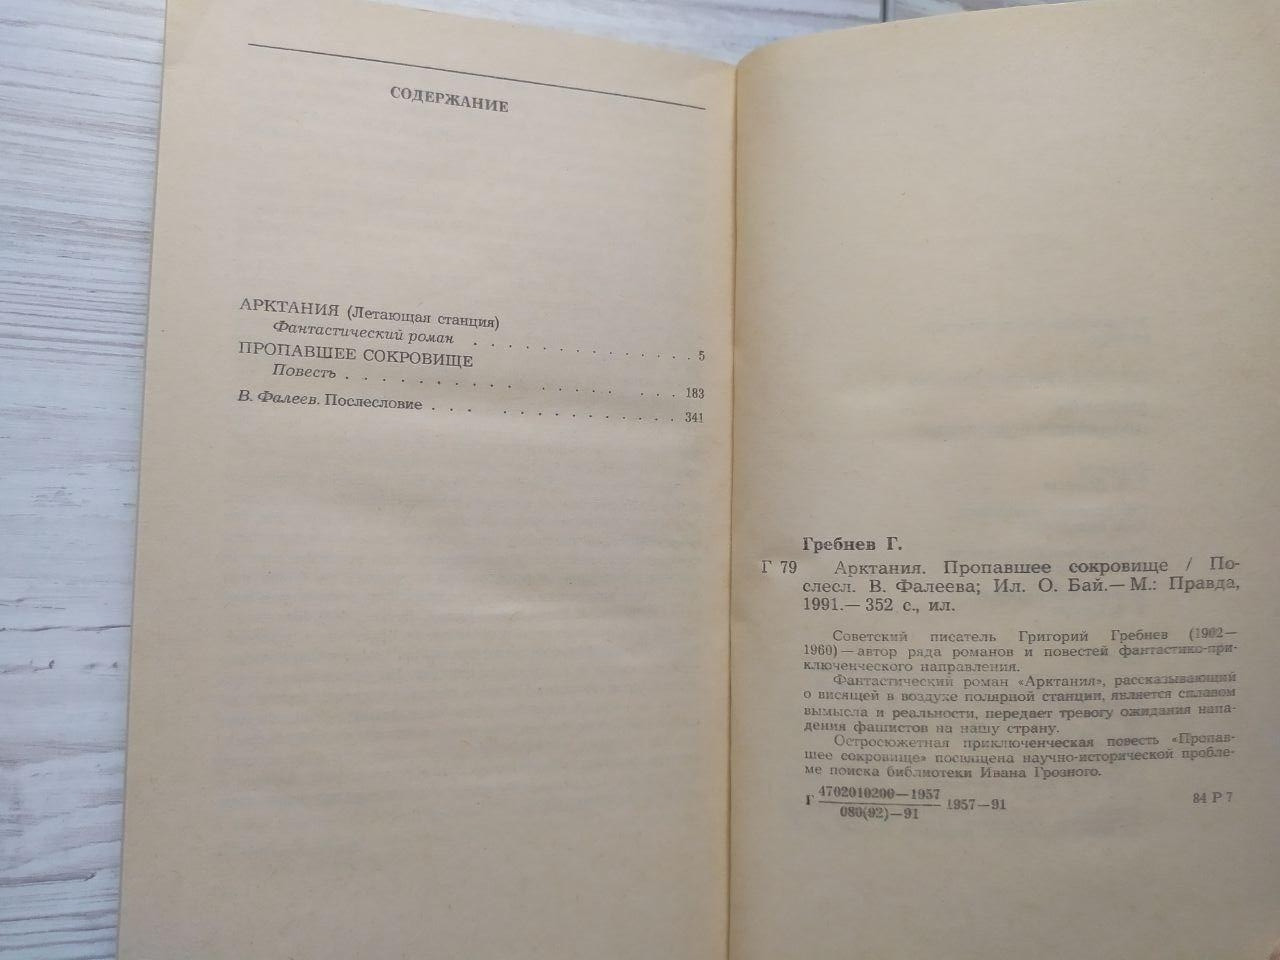 СОДЕРЖАНИЕ
АРКТАНИЯ (Летающая станция)
Фантастический роман . . . . . . . . . . . . . . 5
ПРОПАВШЕЕ СОКРОВИЩЕ
Повесть . . . . . . . . . . . . . . . . . . 183
В. Фалеев. Послесловие . . . . . . . . . . . . . . 341
Гребнев Г.
Г 79 Арктания. Пропавшее сокровище / По-
слесл. В. Фалеева; Ил. О. Бай.— М.: Правда,
1991.— 352 с., ил.
Советский писатель Григорий Гребнев (1902—
1960) — автор ряда романов и повестей фантастико-при-
ключенческого направления.
Фантастический роман «Арктания», рассказывающий
о висящей в воздухе полярной станции, является сплавом
вымысла и реальности, передает тревогу ожидания напа-
дения фашистов на нашу страну.
Остросюжетная приключенческая повесть «Пропав-
шее сокровище» посвящена научно-исторической пробле-
ме поиска библиотеки Ивана Грозного.
4702010200—1957
Г 1957—91 84 Р 7
080(92)—91